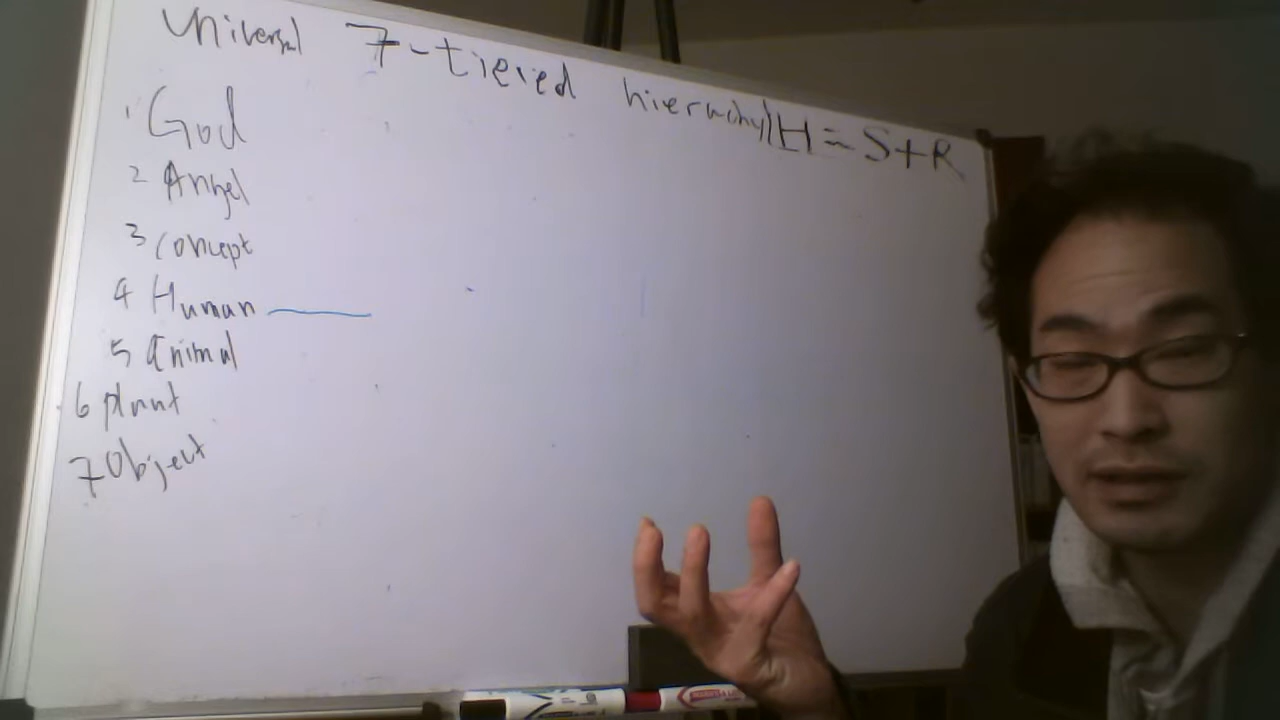 Universal 7-tiered hierarchy H=S+R
1 God
2 Angel
3 Concept
4 Human
5 Animal
6 plant
7 Object